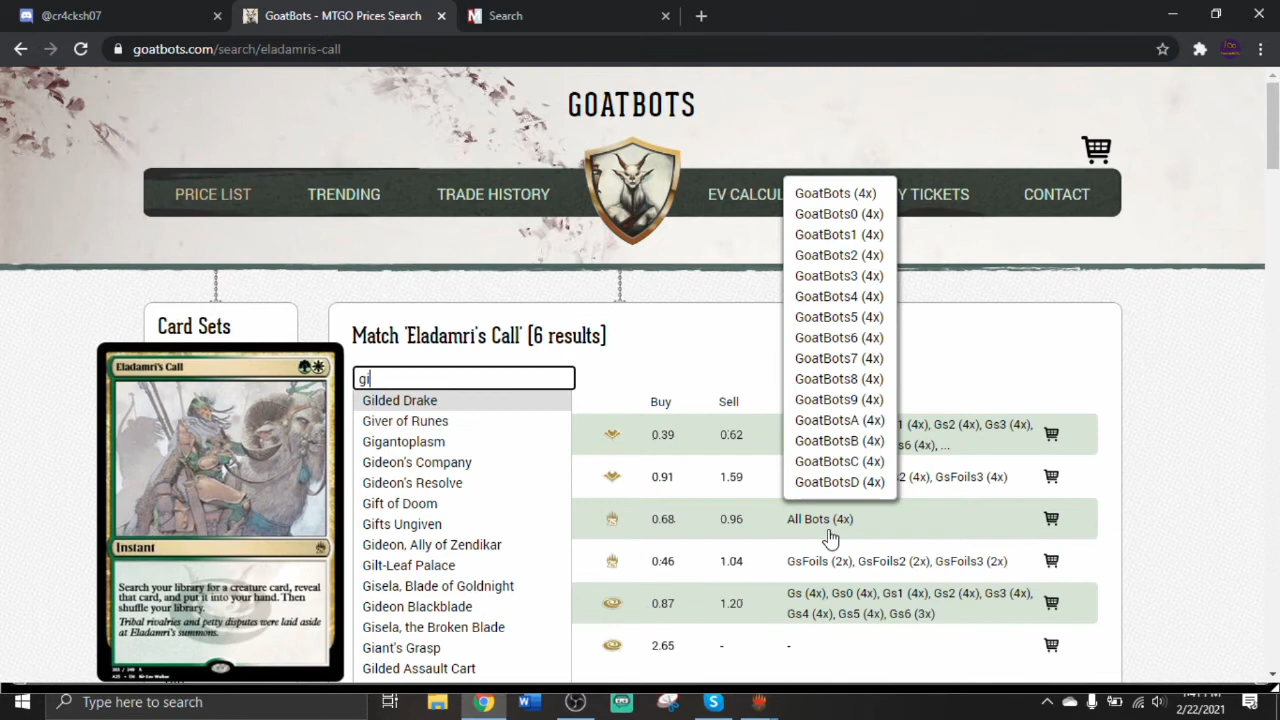 @cr4cksh07
GoatBots - MTGO Prices Search
Search
goatbots.com/search/eladamris-call
GOATBOTS
PRICE LIST
TRENDING
TRADE HISTORY
EV CALCU
Y TICKETS
CONTACT
Card Sets
Match 'Eladamri's Call' [6 results]
gi
Gilded Drake
Giver of Runes
Gigantoplasm
Gideon's Company
Gideon's Resolve
Gift of Doom
Gifts Ungiven
Gideon, Ally of Zendikar
Gilt-Leaf Palace
Gisela, Blade of Goldnight
Gideon Blackblade
Gisela, the Broken Blade
Giant's Grasp
Gilded Assault Cart
Buy Sell
0.39 0.62 1 (4x), Gs2 (4x), Gs3 (4x),
s6 (4x), ...
0.91 1.59 s2 (4x), GsFoils3 (4x)
0.68 0.96 All Bots (4x)
0.46 1.04 GsFoils (2x), GsFoils2 (2x), GsFoils3 (2x)
0.87 1.20 Gs (4x), Gs0 (4x), Gs1 (4x), Gs2 (4x), Gs3 (4x),
Gs4 (4x), Gs5 (4x), Gs6 (3x)
2.65 - -
GoatBots (4x)
GoatBots0 (4x)
GoatBots1 (4x)
GoatBots2 (4x)
GoatBots3 (4x)
GoatBots4 (4x)
GoatBots5 (4x)
GoatBots6 (4x)
GoatBots7 (4x)
GoatBots8 (4x)
GoatBots9 (4x)
GoatBotsA (4x)
GoatBotsB (4x)
GoatBotsC (4x)
GoatBotsD (4x)
Eladamri's Call
Instant
Search your library for a creature card, reveal
that card, and put it into your hand. Then
shuffle your library.
Tribal rivalries and petty disputes were laid aside
at Eladamri's summons.
Type here to search
2/22/2021